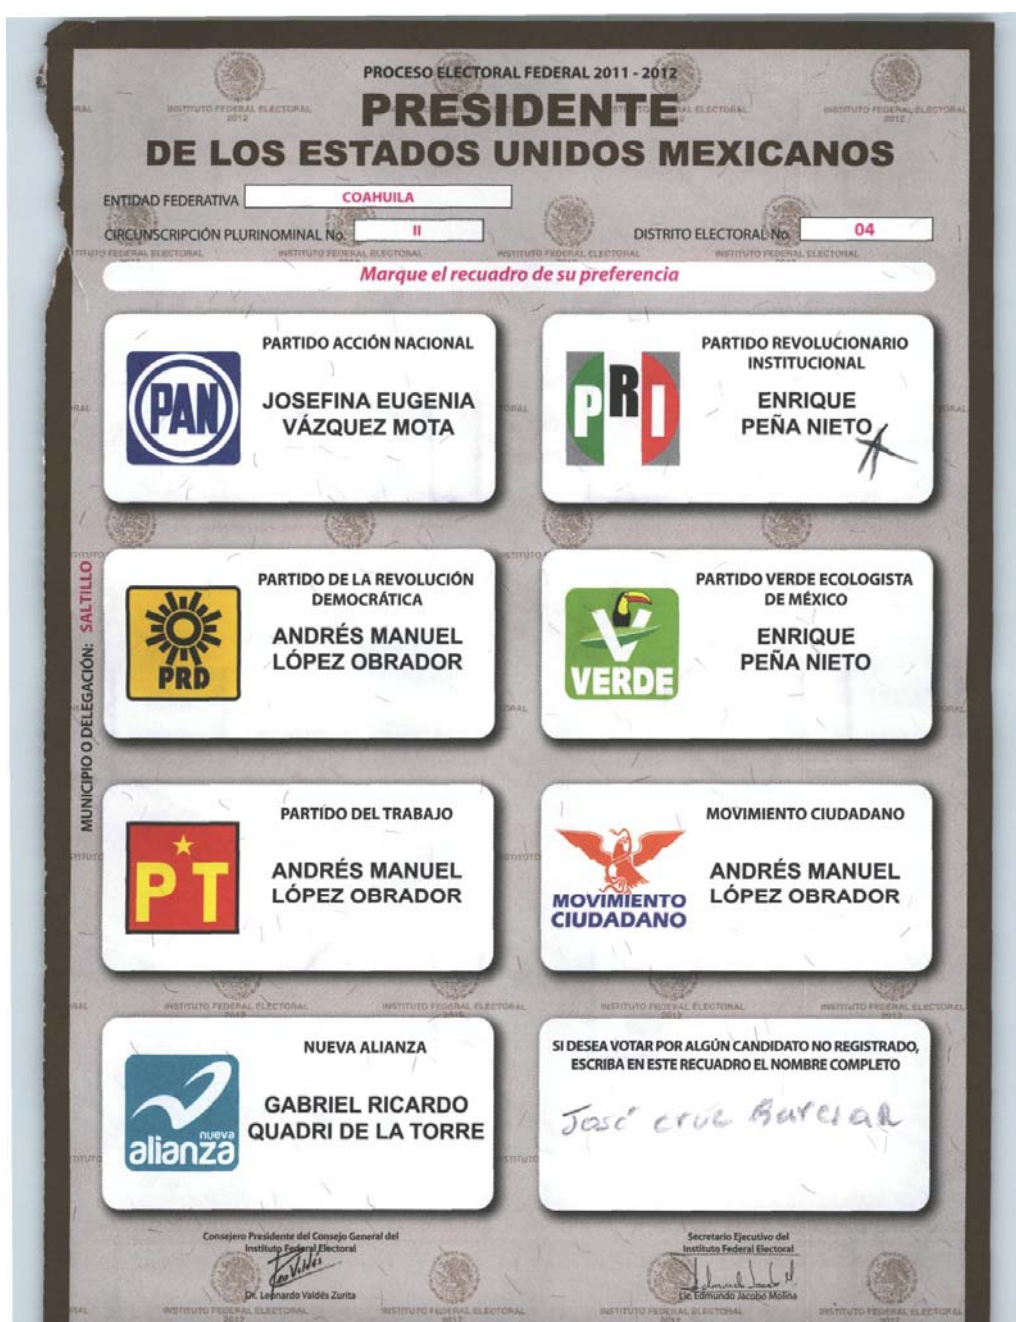 PROCESO ELECTORAL FEDERAL 2011 - 2012
PRESIDENTE
DE LOS ESTADOS UNIDOS MEXICANOS
ENTIDAD FEDERATIVA COAHUILA
CIRCUNSCRIPCIÓN PLURINOMINAL No. II
DISTRITO ELECTORAL No. 04
Marque el recuadro de su preferencia
MUNICIPIO O DELEGACIÓN: SALTILLO
PAN
PARTIDO ACCIÓN NACIONAL
JOSEFINA EUGENIA
VÁZQUEZ MOTA
PRI
PARTIDO REVOLUCIONARIO
INSTITUCIONAL
ENRIQUE
PEÑA NIETO
PRD
PARTIDO DE LA REVOLUCIÓN
DEMOCRÁTICA
ANDRÉS MANUEL
LÓPEZ OBRADOR
VERDE
PARTIDO VERDE ECOLOGISTA
DE MÉXICO
ENRIQUE
PEÑA NIETO
PT
PARTIDO DEL TRABAJO
ANDRÉS MANUEL
LÓPEZ OBRADOR
MOVIMIENTO
CIUDADANO
MOVIMIENTO CIUDADANO
ANDRÉS MANUEL
LÓPEZ OBRADOR
nueva
alianza
NUEVA ALIANZA
GABRIEL RICARDO
QUADRI DE LA TORRE
SI DESEA VOTAR POR ALGÚN CANDIDATO NO REGISTRADO,
ESCRIBA EN ESTE RECUADRO EL NOMBRE COMPLETO
José cruz
Consejero Presidente del Consejo General del
Instituto Federal Electoral
Dr. Leonardo Valdés Zurita
Secretario Ejecutivo del
Instituto Federal Electoral
Lic. Edmundo Jacobo Molina